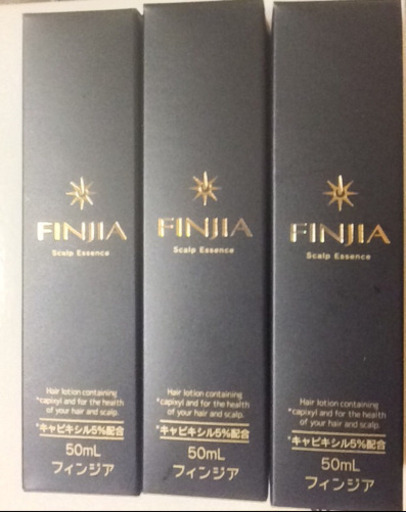 FINJIA
Scalp Essence
Hair lotion containing
*capixyl and for the hearth
of your hair and scalp.
*キャピキシル5%配合
50mL
フィンジア
FINJIA
Scalp Essence
Hair lotion containing
*capixyl and for the hearth
of your hair and scalp.
*キャピキシル5%配合
50mL
フィンジア
FINJIA
Scalp Essence
Hair lotion containing
*capixyl and for the hearth
of your hair and scalp.
*キャピキシル5%配合
50mL
フィンジア